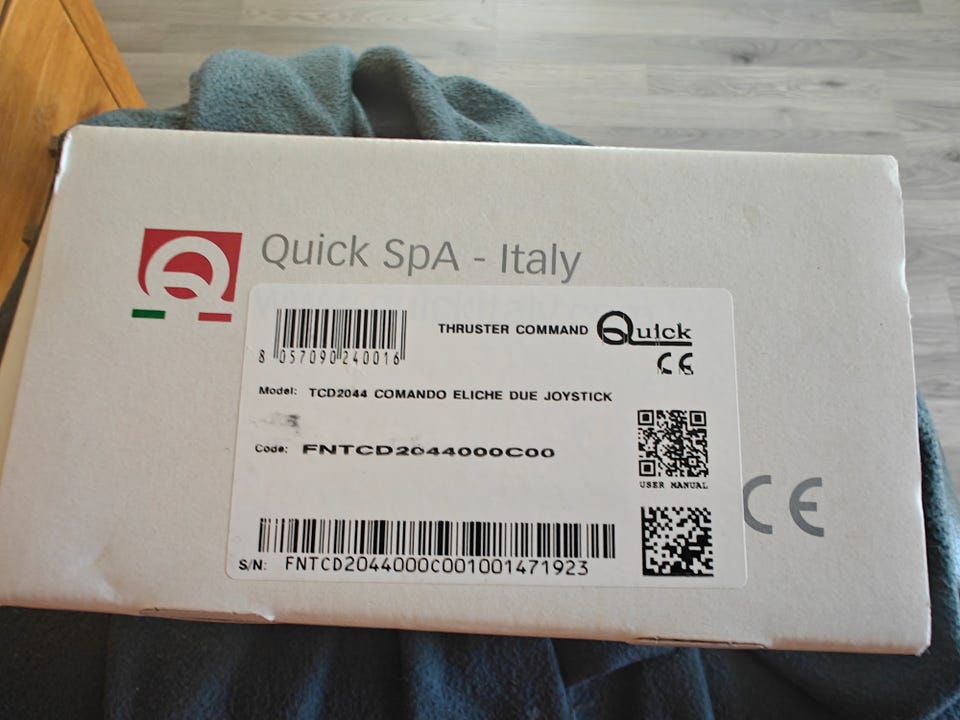 Quick SpA - Italy
THRUSTER COMMAND Quick
8 057090 240016
CE
Model: TCD2044 COMANDO ELICHE DUE JOYSTICK
Code: FNTCD2044000C00
USER MANUAL
CE
S/N: FNTCD2044000C001001471923